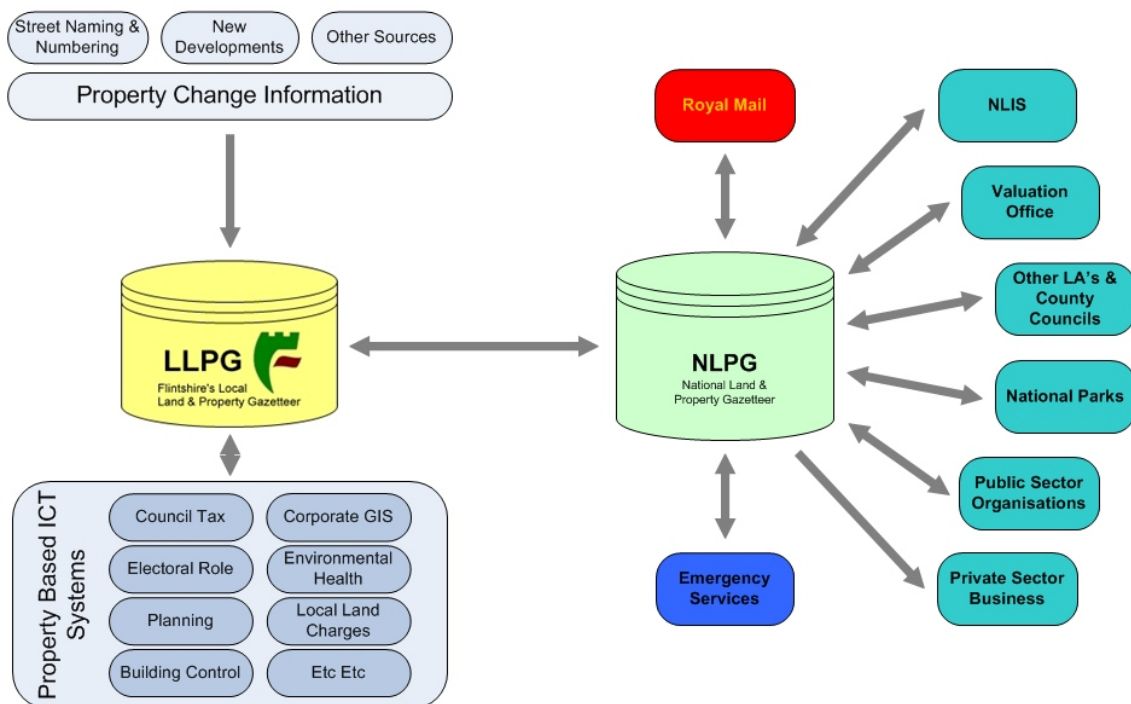 Street Naming &
Numbering
New
Developments
Other Sources
Property Change Information
Royal Mail
NLIS
Valuation
Office
Other LA's &
County
Councils
LLPG
Flintshire's Local
Land & Property Gazetteer
NLPG
National Land &
Property Gazetteer
National Parks
Public Sector
Organisations
Emergency
Services
Private Sector
Business
Property Based ICT
Systems
Council Tax
Corporate GIS
Electoral Role
Environmental
Health
Planning
Local Land
Charges
Building Control
Etc Etc